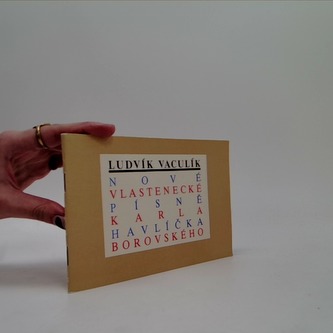 LUDVÍK VACULÍK
NOVÉ
VLASTENECKÉ
PÍSNĚ
KARLA
HAVLÍČKA
BOROVSKÉHO